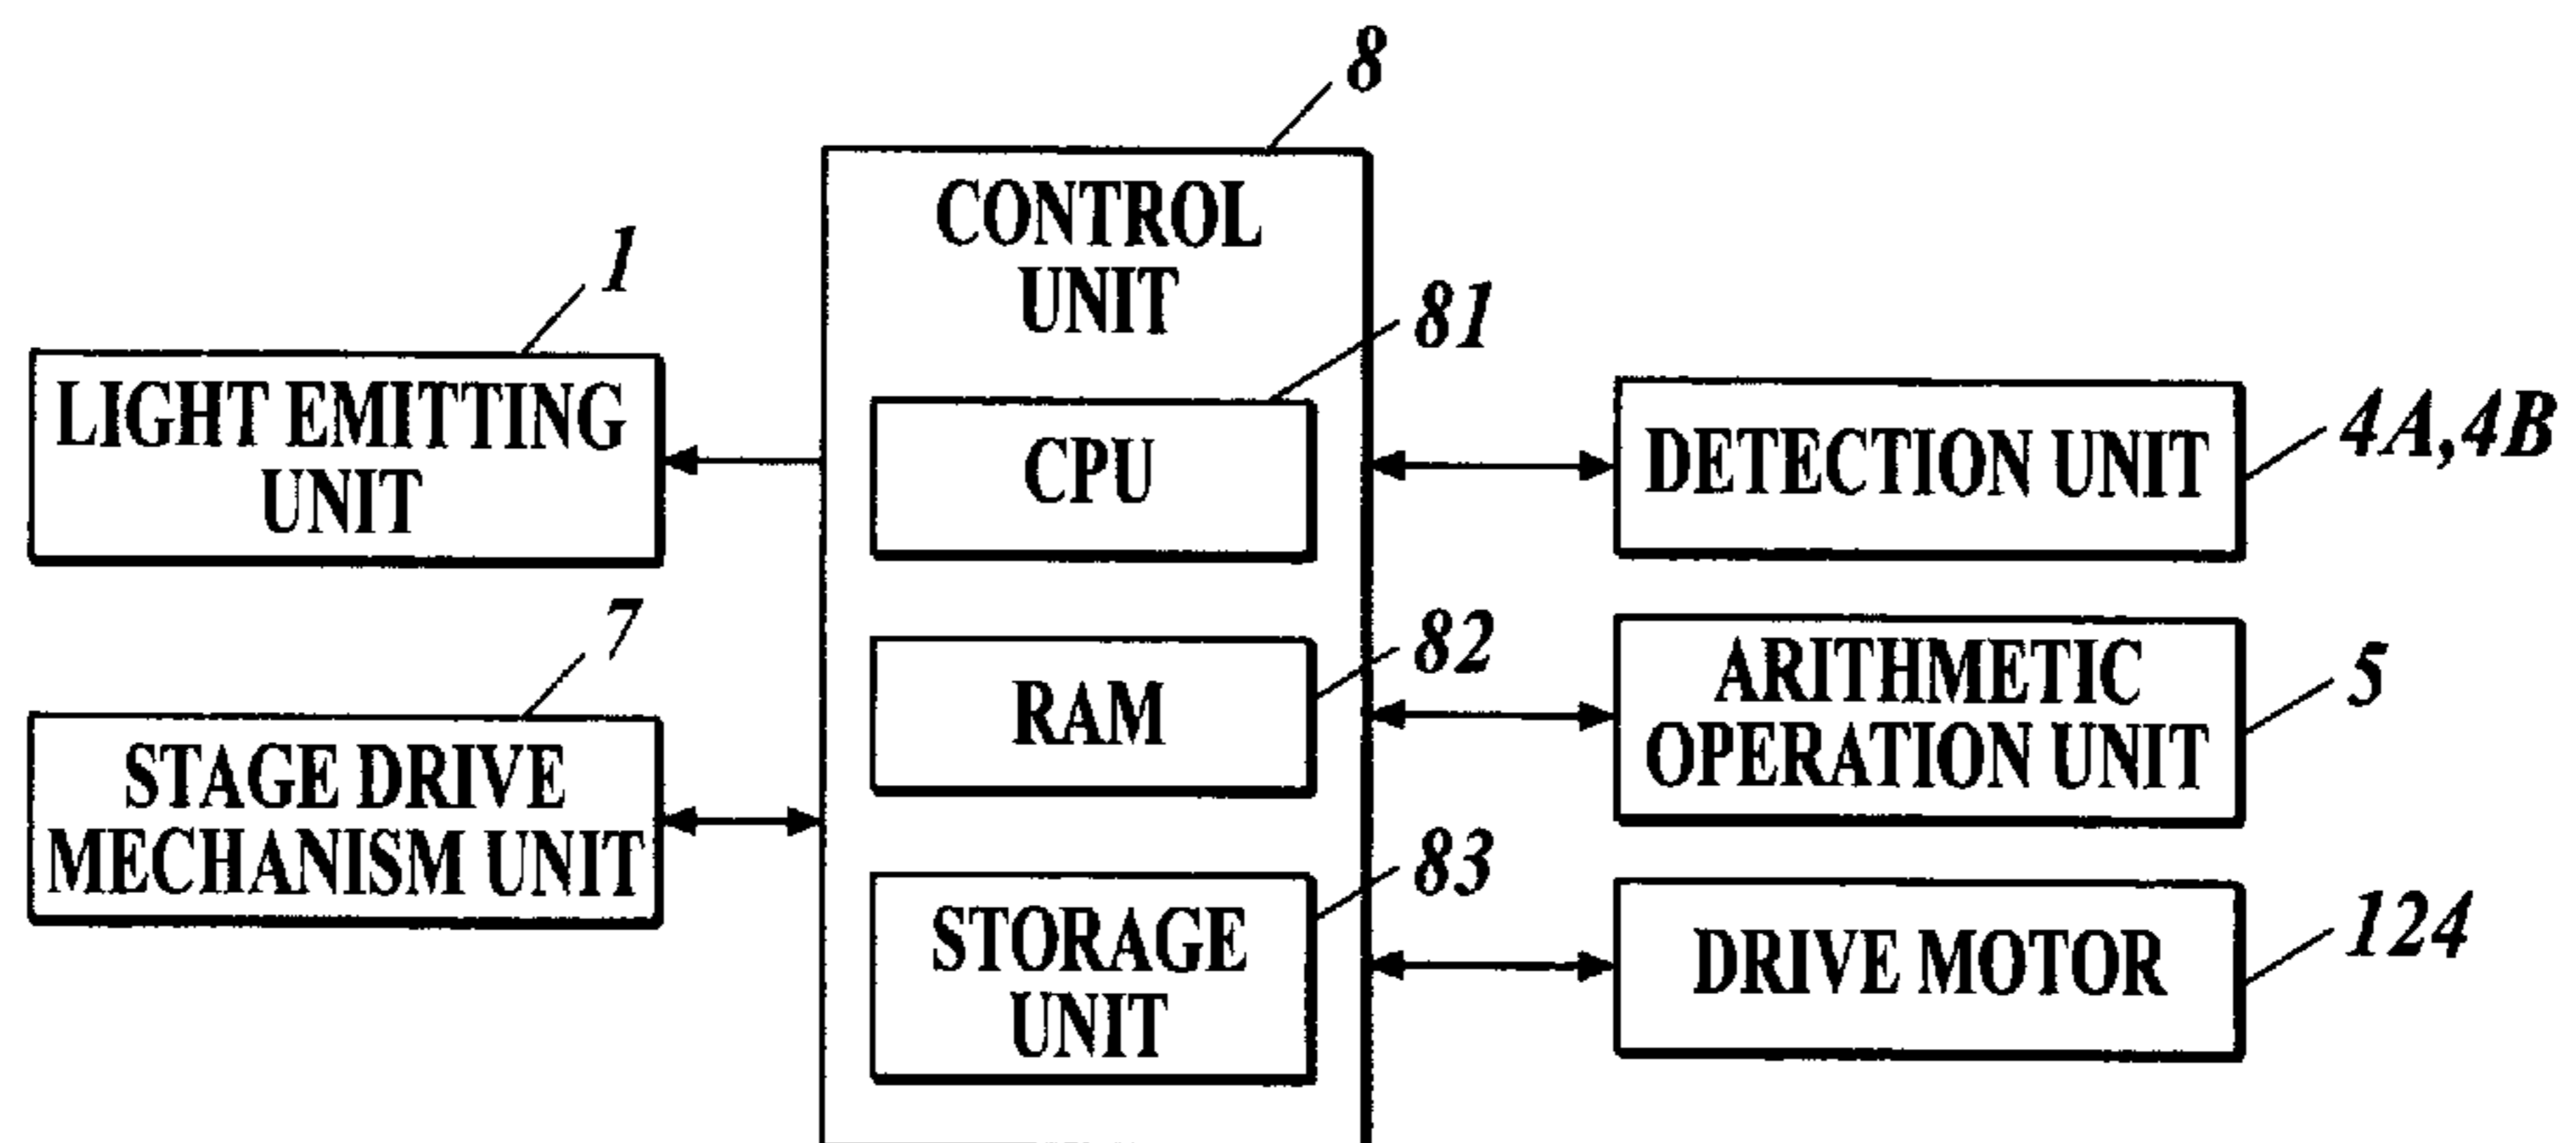 8
CONTROL
UNIT
1
LIGHT EMITTING
UNIT
7
STAGE DRIVE
MECHANISM UNIT
81
CPU
82
RAM
83
STORAGE
UNIT
4A,4B
DETECTION UNIT
5
ARITHMETIC
OPERATION UNIT
124
DRIVE MOTOR